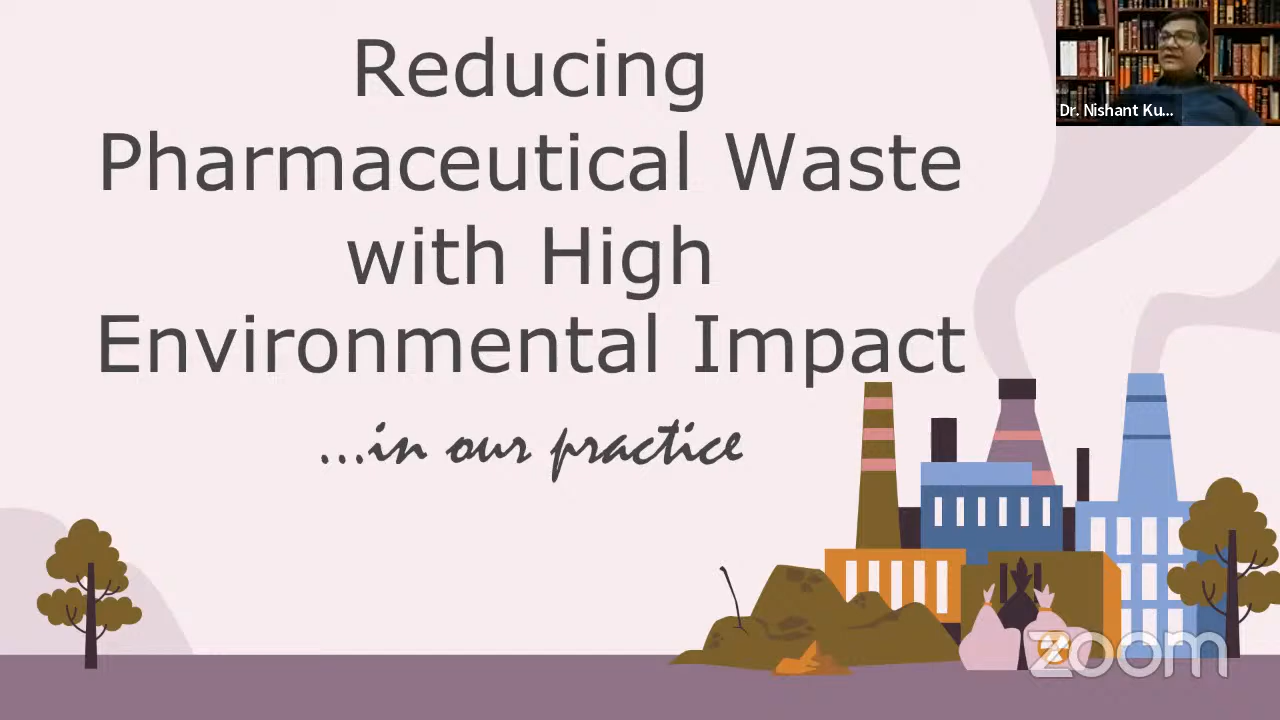 Reducing
Pharmaceutical Waste
with High
Environmental Impact
...in our practice
Dr. Nishant Ku...
zoom